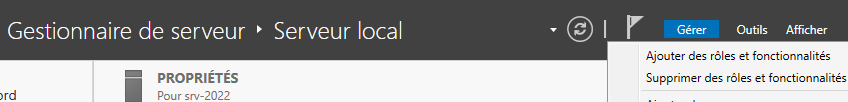 Gestionnaire de serveur ‣ Serveur local
Gérer Outils Afficher
Ajouter des rôles et fonctionnalités
Supprimer des rôles et fonctionnalités
PROPRIÉTÉS
Pour srv-2022
ord